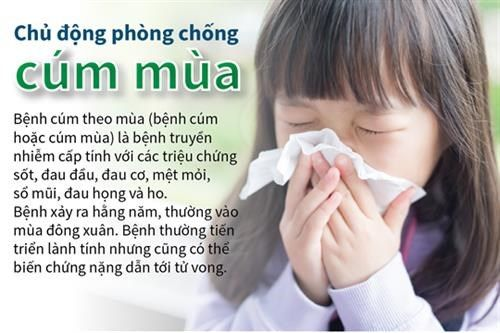 Chủ động phòng chống
cúm mùa
Bệnh cúm theo mùa (bệnh cúm
hoặc cúm mùa) là bệnh truyền
nhiễm cấp tính với các triệu chứng
sốt, đau đầu, đau cơ, mệt mỏi,
sổ mũi, đau họng và ho.
Bệnh xảy ra hằng năm, thường vào
mùa đông xuân. Bệnh thường tiến
triển lành tính nhưng cũng có thể
biến chứng nặng dẫn tới tử vong.